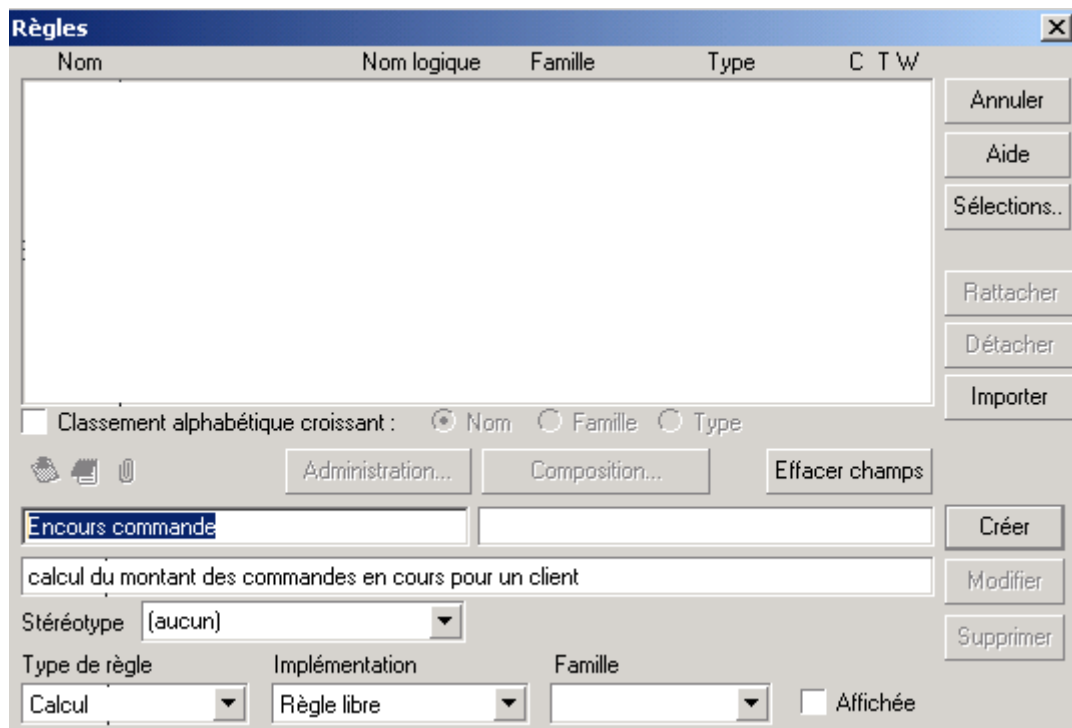 Règles
Nom Nom logique Famille Type C T W
Annuler
Aide
Sélections..
Rattacher
Détacher
Importer
Classement alphabétique croissant : Nom Famille Type
Administration... Composition... Effacer champs
Encours commande
Créer
calcul du montant des commandes en cours pour un client
Modifier
Stéréotype (aucun)
Supprimer
Type de règle Implémentation Famille
Calcul Règle libre Affichée